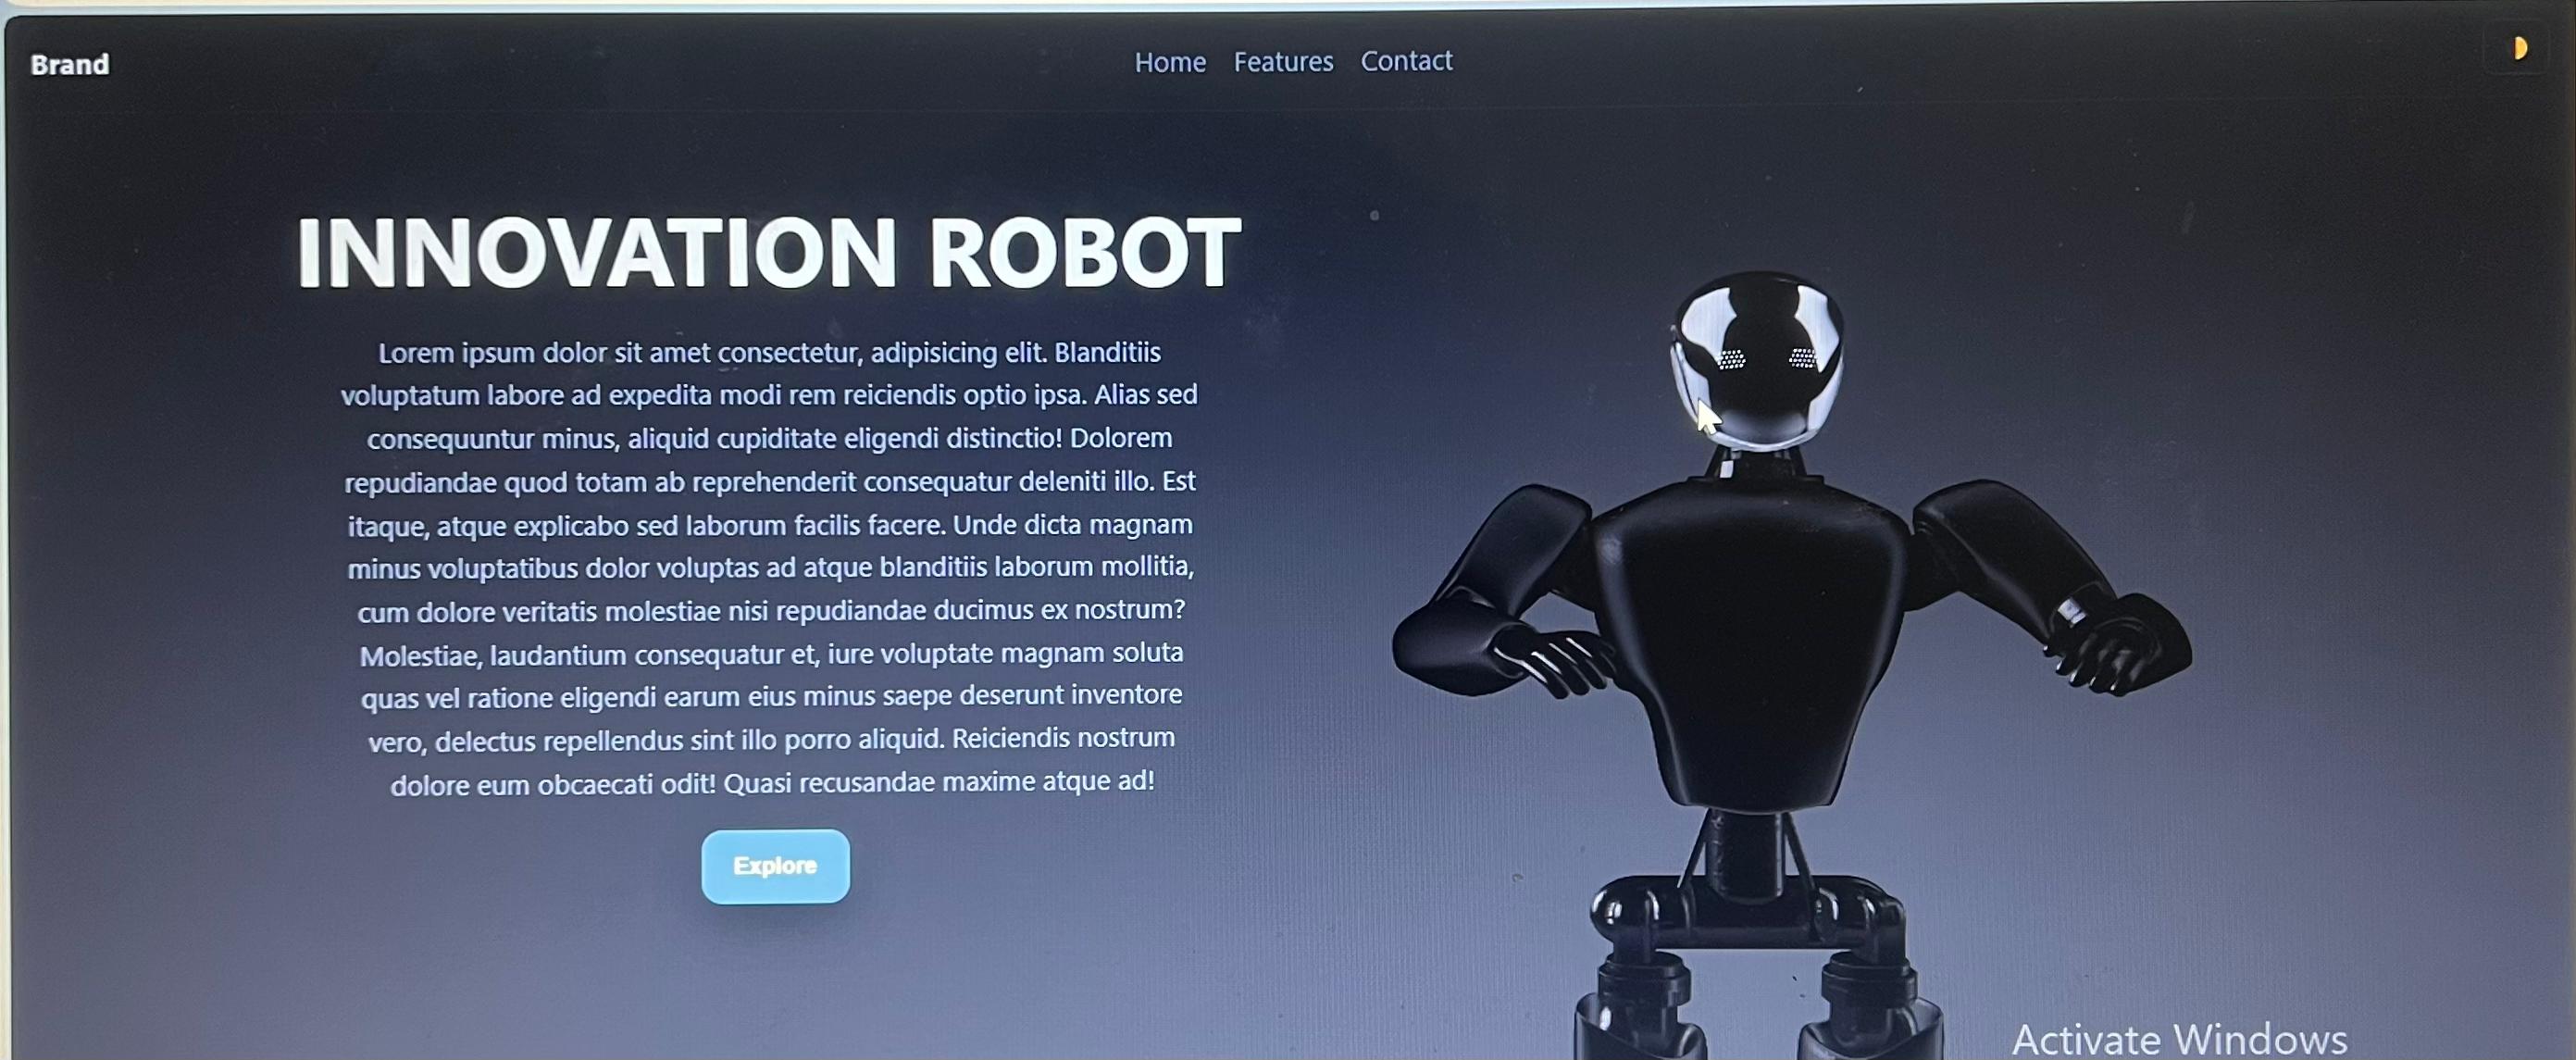 Brand
Home Features Contact
INNOVATION ROBOT
Lorem ipsum dolor sit amet consectetur, adipisicing elit. Blanditiis
voluptatum labore ad expedita modi rem reiciendis optio ipsa. Alias sed
consequuntur minus, aliquid cupiditate eligendi distinctio! Dolorem
repudiandae quod totam ab reprehenderit consequatur deleniti illo. Est
itaque, atque explicabo sed laborum facilis facere. Unde dicta magnam
minus voluptatibus dolor voluptas ad atque blanditiis laborum mollitia,
cum dolore veritatis molestiae nisi repudiandae ducimus ex nostrum?
Molestiae, laudantium consequatur et, iure voluptate magnam soluta
quas vel ratione eligendi earum eius minus saepe deserunt inventore
vero, delectus repellendus sint illo porro aliquid. Reiciendis nostrum
dolore eum obcaecati odit! Quasi recusandae maxime atque ad!
Explore
Activate Windows